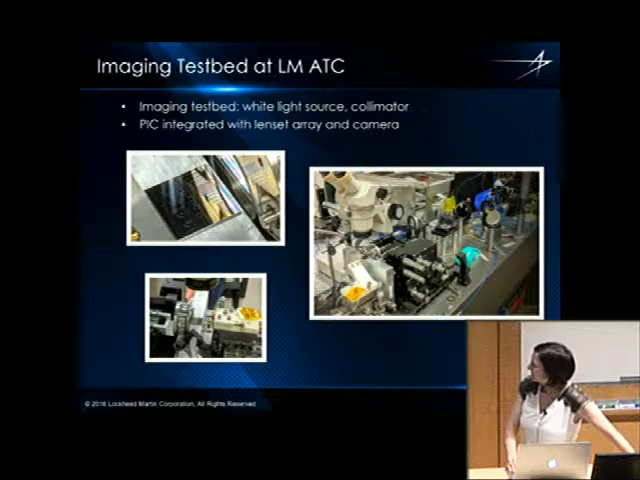 Imaging Testbed at LM ATC
• Imaging testbed: white light source, collimator
• PIC integrated with lenset array and camera
© 2016 Lockheed Martin Corporation, All Rights Reserved